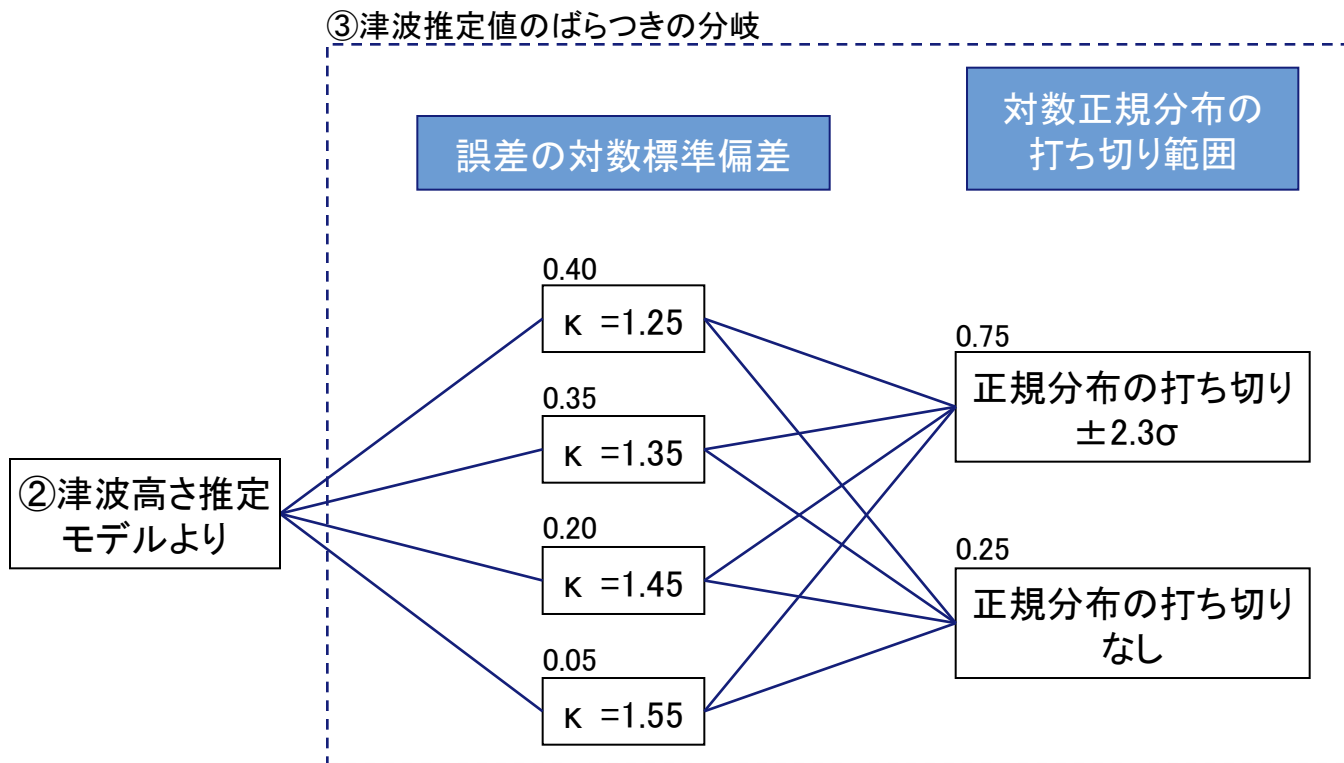 ③津波推定値のばらつきの分岐
誤差の対数標準偏差
対数正規分布の
打ち切り範囲
②津波高さ推定
モデルより
0.40
κ =1.25
0.35
κ =1.35
0.20
κ =1.45
0.05
κ =1.55
0.75
正規分布の打ち切り
±2.3σ
0.25
正規分布の打ち切り
なし